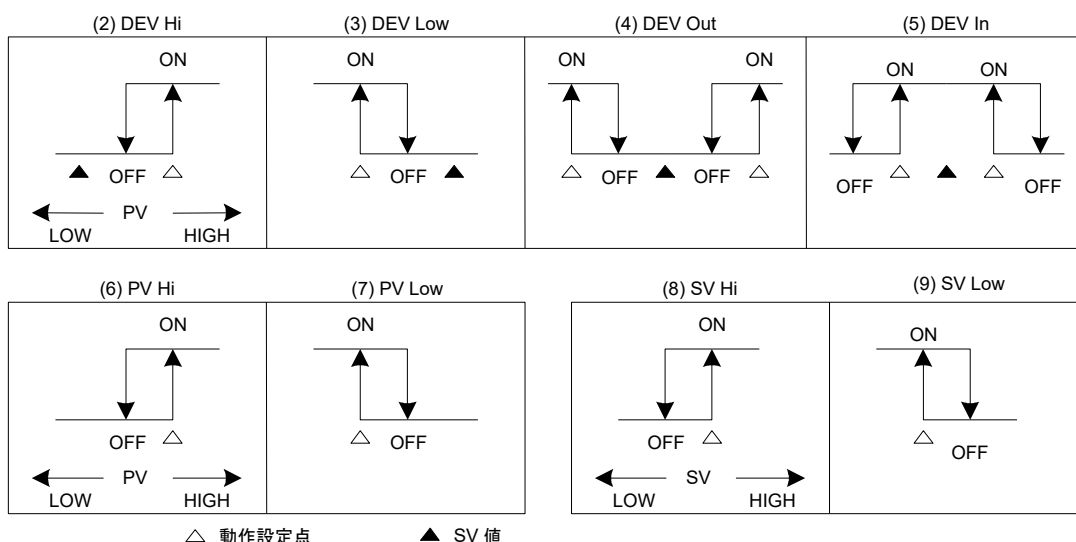 (2) DEV Hi
(3) DEV Low
(4) DEV Out
(5) DEV In
ON
ON
ON
ON
ON
ON
OFF
OFF
OFF
OFF
OFF
OFF
PV
LOW
HIGH
(6) PV Hi
(7) PV Low
(8) SV Hi
(9) SV Low
ON
ON
ON
ON
OFF
OFF
OFF
OFF
PV
LOW
HIGH
SV
LOW
HIGH
△ 動作設定点
▲ SV 値